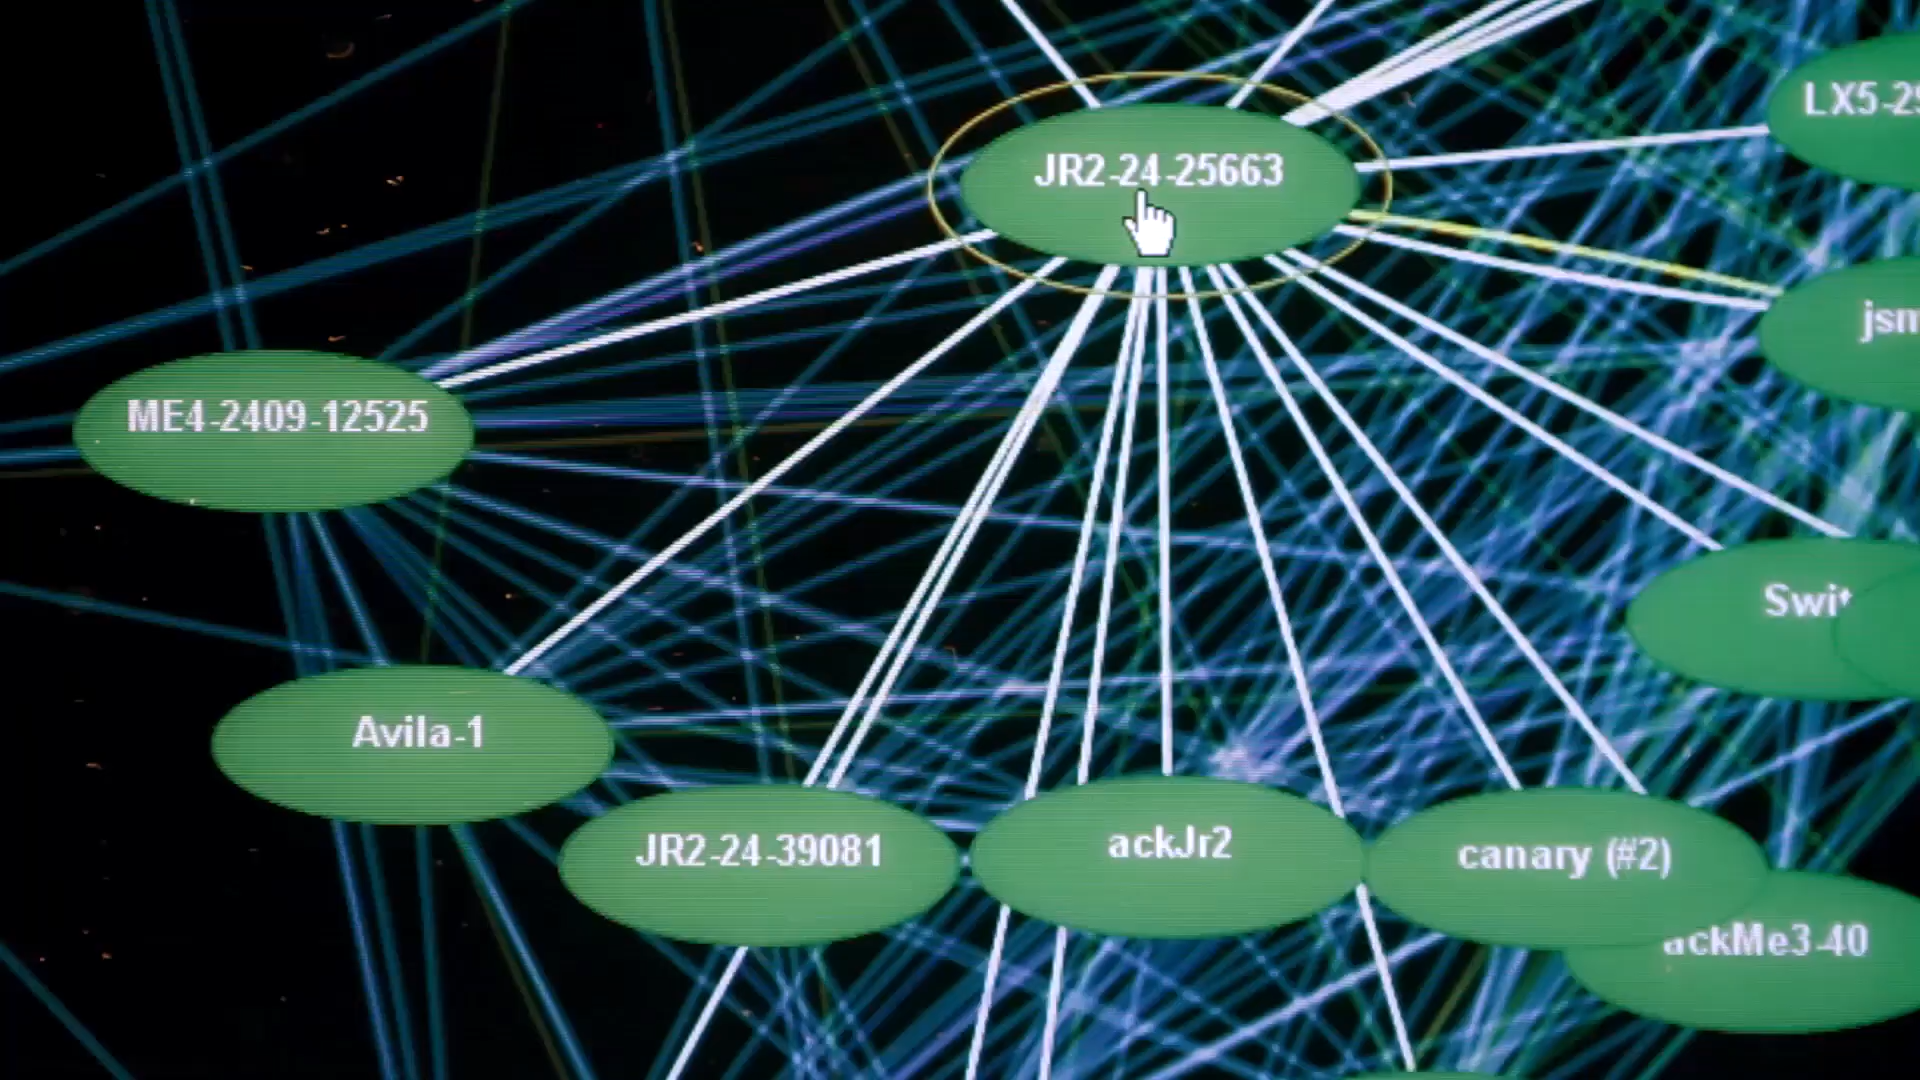 JR2-24-25663
LX5-2
jsm
ME4-2409-12525
Swit
Avila-1
JR2-24-39081
ackJr2
canary (#2)
ackMe3-40